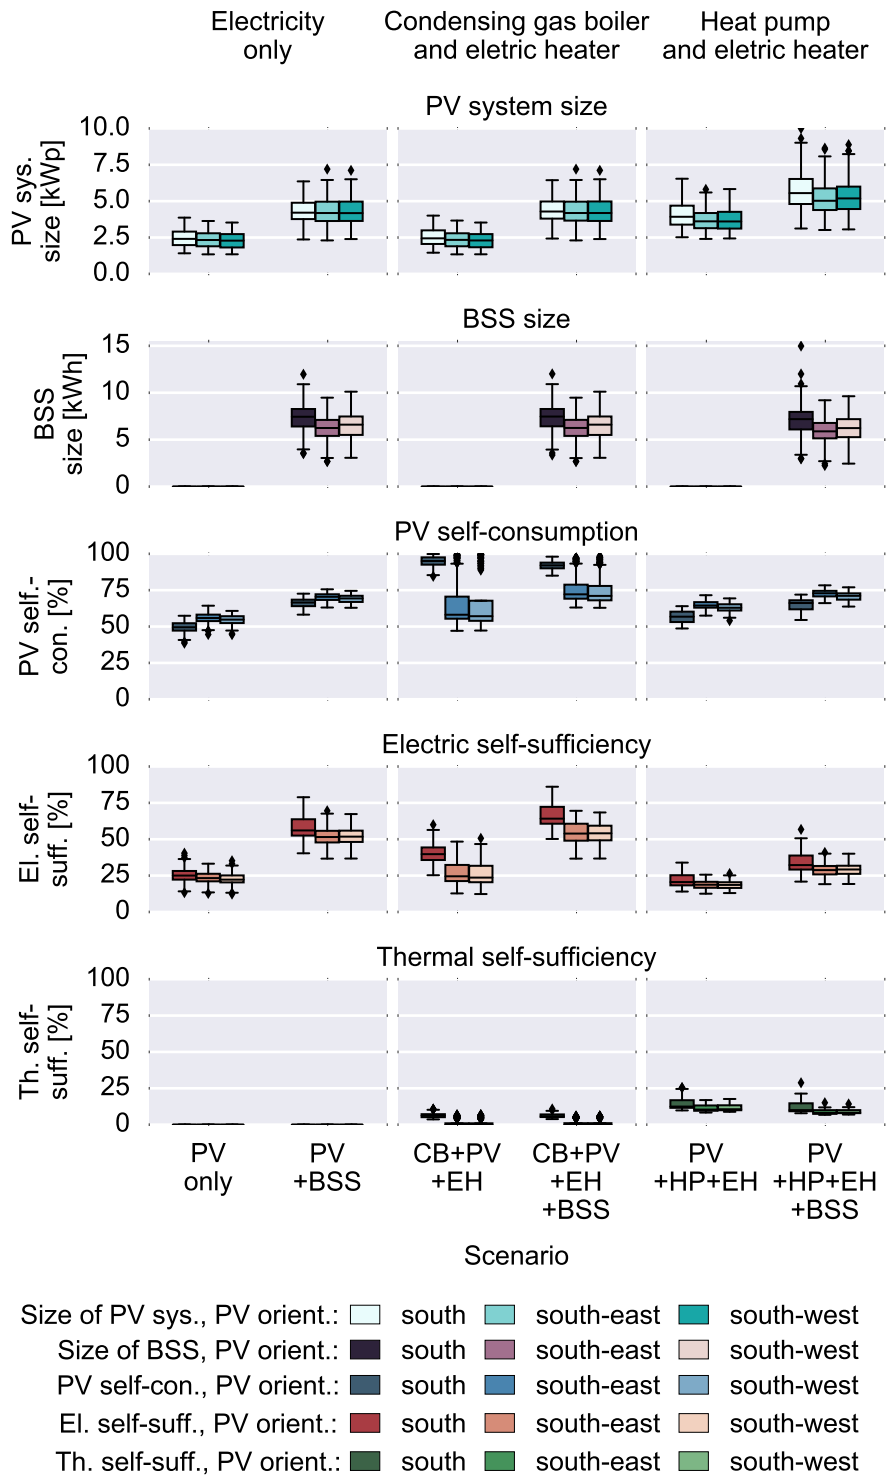 Electricity only
Condensing gas boiler and eletric heater
Heat pump and eletric heater
PV system size
PV sys. size [kWp]
10.0
7.5
5.0
2.5
0.0
BSS size
BSS size [kWh]
15
10
5
0
PV self-consumption
PV self.- con. [%]
100
75
50
25
0
Electric self-sufficiency
El. self- suff. [%]
100
75
50
25
0
Thermal self-sufficiency
Th. self- suff. [%]
100
75
50
25
0
PV only
PV +BSS
CB+PV +EH
CB+PV +EH +BSS
PV +HP+EH
PV +HP+EH +BSS
Scenario
Size of PV sys., PV orient.: south south-east south-west
Size of BSS, PV orient.: south south-east south-west
PV self-con., PV orient.: south south-east south-west
El. self-suff., PV orient.: south south-east south-west
Th. self-suff., PV orient.: south south-east south-west